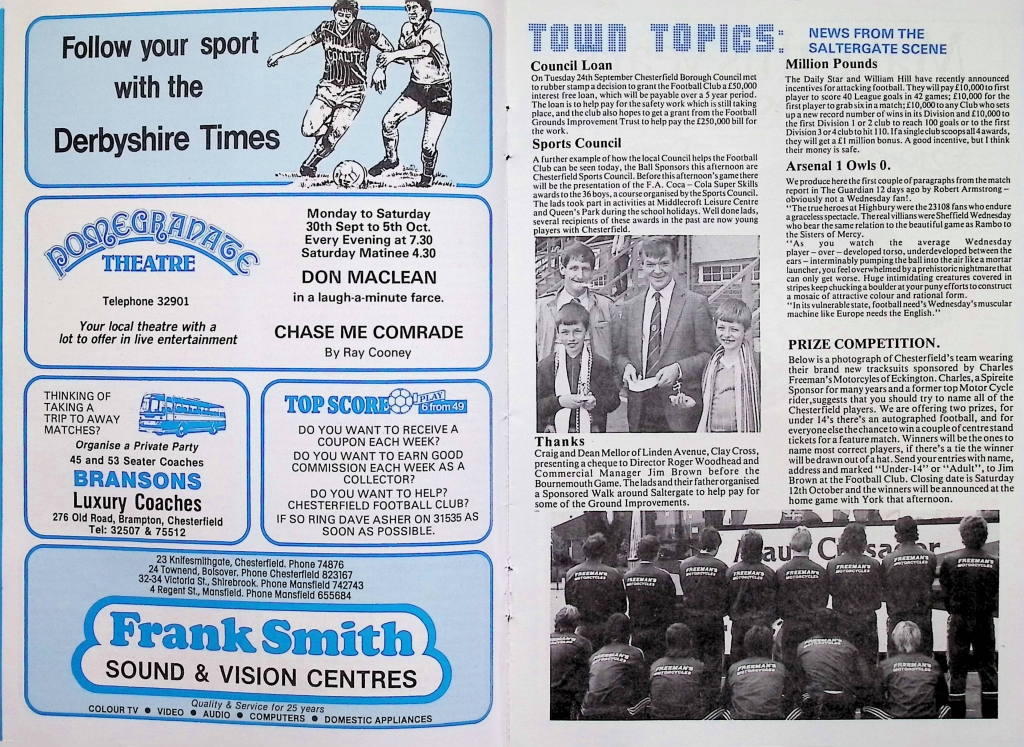 Follow your sport
with the
Derbyshire Times
COALITE
POMEGRANATE
THEATRE
Telephone 32901
Your local theatre with a
lot to offer in live entertainment
Monday to Saturday
30th Sept to 5th Oct.
Every Evening at 7.30
Saturday Matinee 4.30
DON MACLEAN
in a laugh-a-minute farce.
CHASE ME COMRADE
By Ray Cooney
THINKING OF
TAKING A
TRIP TO AWAY
MATCHES?
Organise a Private Party
45 and 53 Seater Coaches
BRANSONS
Luxury Coaches
276 Old Road, Brampton, Chesterfield
Tel: 32507 & 75512
TOP SCORE PLAY
6 from 49
DO YOU WANT TO RECEIVE A
COUPON EACH WEEK?
DO YOU WANT TO EARN GOOD
COMMISSION EACH WEEK AS A
COLLECTOR?
DO YOU WANT TO HELP?
CHESTERFIELD FOOTBALL CLUB?
IF SO RING DAVE ASHER ON 31535 AS
SOON AS POSSIBLE.
23 Knifesmithgate, Chesterfield. Phone 74876
24 Townend, Bolsover. Phone Chesterfield 823167
32-34 Victoria St., Shirebrook. Phone Mansfield 742743
4 Regent St., Mansfield. Phone Mansfield 655684
Frank Smith
SOUND & VISION CENTRES
Quality & Service for 25 years
COLOUR TV ● VIDEO ● AUDIO ● COMPUTERS ● DOMESTIC APPLIANCES
TOWN TOPICS:
NEWS FROM THE
SALTERGATE SCENE
Council Loan
On Tuesday 24th September Chesterfield Borough Council met
to rubber stamp a decision to grant the Football Club a £50,000
interest free loan, which will be payable over a 5 year period.
The loan is to help pay for the safety work which is still taking
place, and the club also hopes to get a grant from the Football
Grounds Improvement Trust to help pay the £250,000 bill for
the work.
Sports Council
A further example of how the local Council helps the Football
Club can be seen today, the Ball Sponsors this afternoon are
Chesterfield Sports Council. Before this afternoon's game there
will be the presentation of the F.A. Coca – Cola Super Skills
awards to the 36 boys, a course organised by the Sports Council.
The lads took part in activities at Middlecroft Leisure Centre
and Queen's Park during the school holidays. Well done lads,
several recipients of these awards in the past are now young
players with Chesterfield.
Thanks
Craig and Dean Mellor of Linden Avenue, Clay Cross,
presenting a cheque to Director Roger Woodhead and
Commercial Manager Jim Brown before the
Bournemouth Game. The lads and their father organised
a Sponsored Walk around Saltergate to help pay for
some of the Ground Improvements.
Million Pounds
The Daily Star and William Hill have recently announced
incentives for attacking football. They will pay £10,000 to first
player to score 40 League goals in 42 games; £10,000 for the
first player to grab six in a match; £10,000 to any Club who sets
up a new record number of wins in its Division and £10,000 to
the first Division 1 or 2 club to reach 100 goals or to the first
Division 3 or 4 club to hit 110. If a single club scoops all 4 awards,
they will get a £1 million bonus. A good incentive, but I think
their money is safe.
Arsenal 1 Owls 0.
We produce here the first couple of paragraphs from the match
report in The Guardian 12 days ago by Robert Armstrong –
obviously not a Wednesday fan!.
"The true heroes at Highbury were the 23108 fans who endure
a graceless spectacle. The real villians were Sheffield Wednesday
who bear the same relation to the beautiful game as Rambo to
the Sisters of Mercy.
"As you watch the average Wednesday
player – over – developed torso, underdeveloped between the
ears – interminably pumping the ball into the air like a mortar
launcher, you feel overwhelmed by a prehistoric nightmare that
can only get worse. Huge intimidating creatures covered in
stripes keep chucking a boulder at your puny efforts to construct
a mosaic of attractive colour and rational form.
"In its vulnerable state, football need's Wednesday's muscular
machine like Europe needs the English."
PRIZE COMPETITION.
Below is a photograph of Chesterfield's team wearing
their brand new tracksuits sponsored by Charles
Freeman's Motorcyles of Eckington. Charles, a Spireite
Sponsor for many years and a former top Motor Cycle
rider, suggests that you should try to name all of the
Chesterfield players. We are offering two prizes, for
under 14's there's an autographed football, and for
everyone else the chance to win a couple of centre stand
tickets for a feature match. Winners will be the ones to
name most correct players, if there's a tie the winner
will be drawn out of a hat. Send your entries with name,
address and marked "Under-14" or "Adult", to Jim
Brown at the Football Club. Closing date is Saturday
12th October and the winners will be announced at the
home game with York that afternoon.
FREEMAN'S
MOTORCYCLES